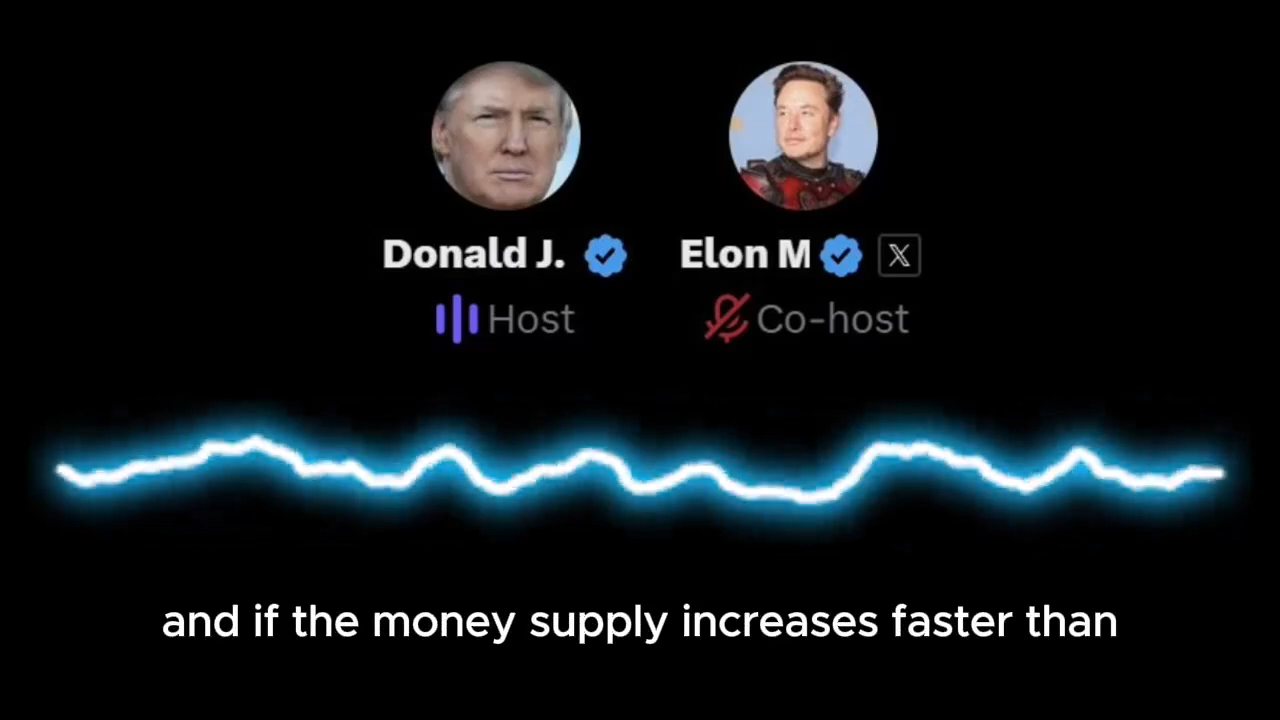 Donald J. Elon M X
Host Co-host
and if the money supply increases faster than